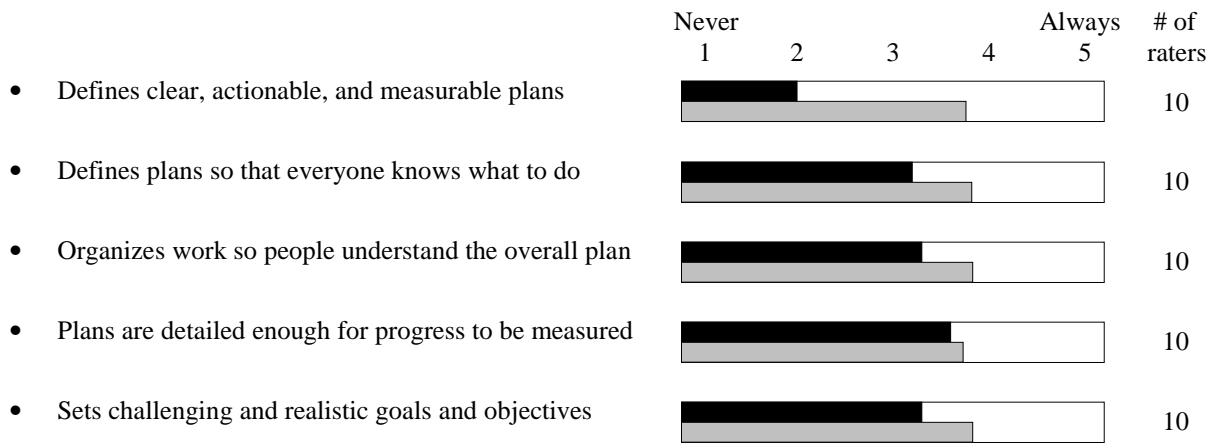 Never Always # of
1 2 3 4 5 raters
• Defines clear, actionable, and measurable plans 10
• Defines plans so that everyone knows what to do 10
• Organizes work so people understand the overall plan 10
• Plans are detailed enough for progress to be measured 10
• Sets challenging and realistic goals and objectives 10